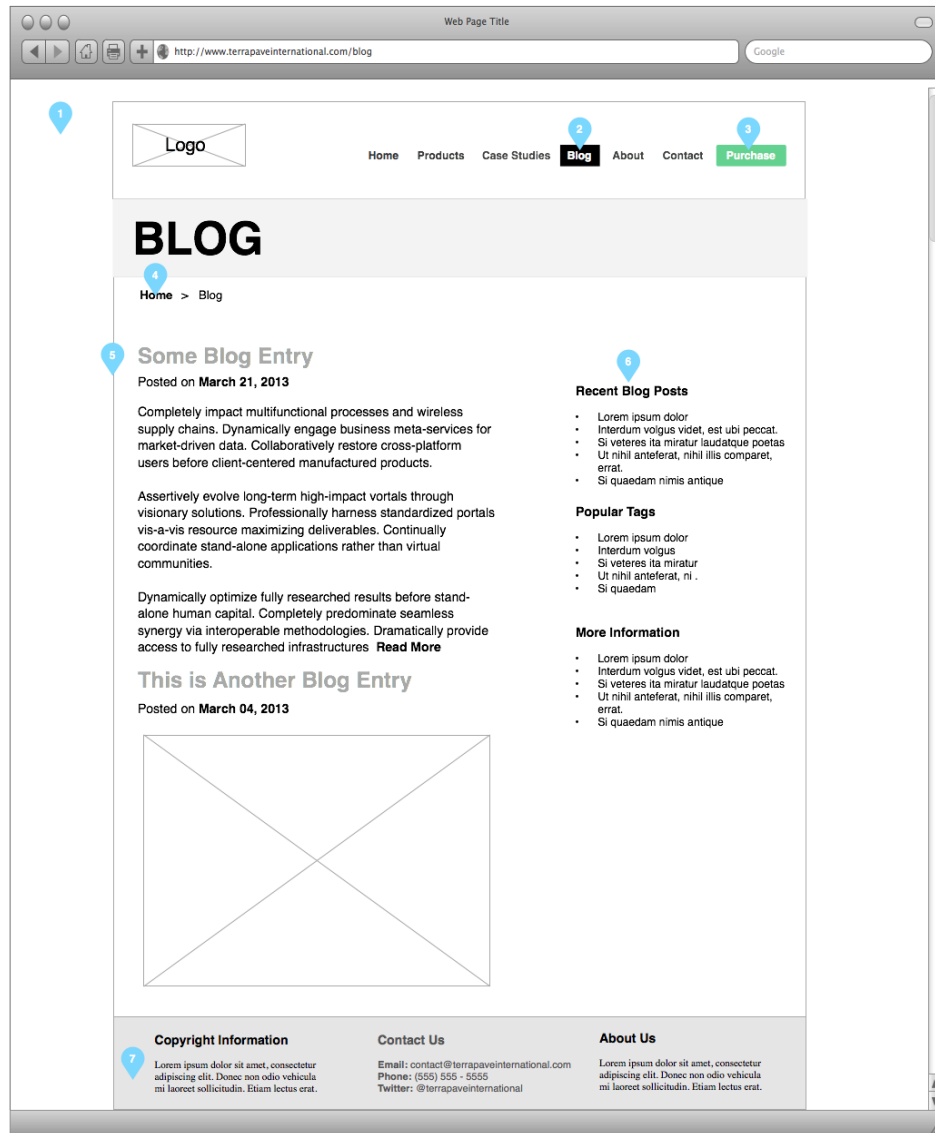 Web Page Title
http://www.terrapaveinternational.com/blog
Google
1
2
3
Logo
Home Products Case Studies Blog About Contact Purchase
BLOG
4
Home > Blog
5
Some Blog Entry
Posted on March 21, 2013
Completely impact multifunctional processes and wireless
supply chains. Dynamically engage business meta-services for
market-driven data. Collaboratively restore cross-platform
users before client-centered manufactured products.
Assertively evolve long-term high-impact vortals through
visionary solutions. Professionally harness standardized portals
vis-a-vis resource maximizing deliverables. Continually
coordinate stand-alone applications rather than virtual
communities.
Dynamically optimize fully researched results before stand-
alone human capital. Completely predominate seamless
synergy via interoperable methodologies. Dramatically provide
access to fully researched infrastructures Read More
This is Another Blog Entry
Posted on March 04, 2013
6
Recent Blog Posts
• Lorem ipsum dolor
• Interdum volgus videt, est ubi peccat.
• Si veteres ita miratur laudatque poetas
• Ut nihil anteferat, nihil illis comparet,
errat.
• Si quaedam nimis antique
Popular Tags
• Lorem ipsum dolor
• Interdum volgus
• Si veteres ita miratur
• Ut nihil anteferat, ni .
• Si quaedam
More Information
• Lorem ipsum dolor
• Interdum volgus videt, est ubi peccat.
• Si veteres ita miratur laudatque poetas
• Ut nihil anteferat, nihil illis comparet,
errat.
• Si quaedam nimis antique
7
Copyright Information
Lorem ipsum dolor sit amet, consectetur
adipiscing elit. Donec non odio vehicula
mi laoreet sollicitudin. Etiam lectus erat.
Contact Us
Email: contact@terrapaveinternational.com
Phone: (555) 555 - 5555
Twitter: @terrapaveinternational
About Us
Lorem ipsum dolor sit amet, consectetur
adipiscing elit. Donec non odio vehicula
mi laoreet sollicitudin. Etiam lectus erat.